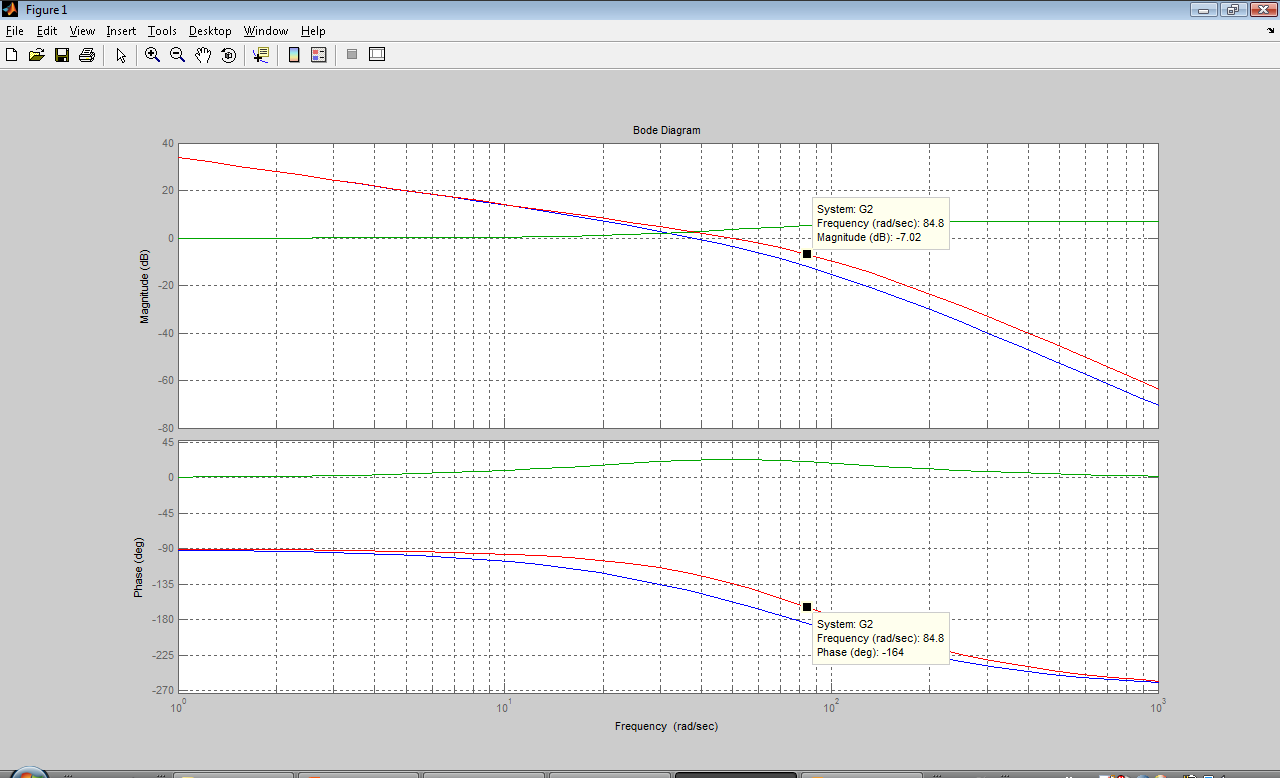 Figure 1
File Edit View Insert Tools Desktop Window Help
Bode Diagram
Magnitude (dB)
40
20
0
-20
-40
-60
-80
System: G2
Frequency (rad/sec): 84.8
Magnitude (dB): -7.02
Phase (deg)
45
0
-45
-90
-135
-180
-225
-270
System: G2
Frequency (rad/sec): 84.8
Phase (deg): -164
10^0 10^1 10^2 10^3
Frequency (rad/sec)